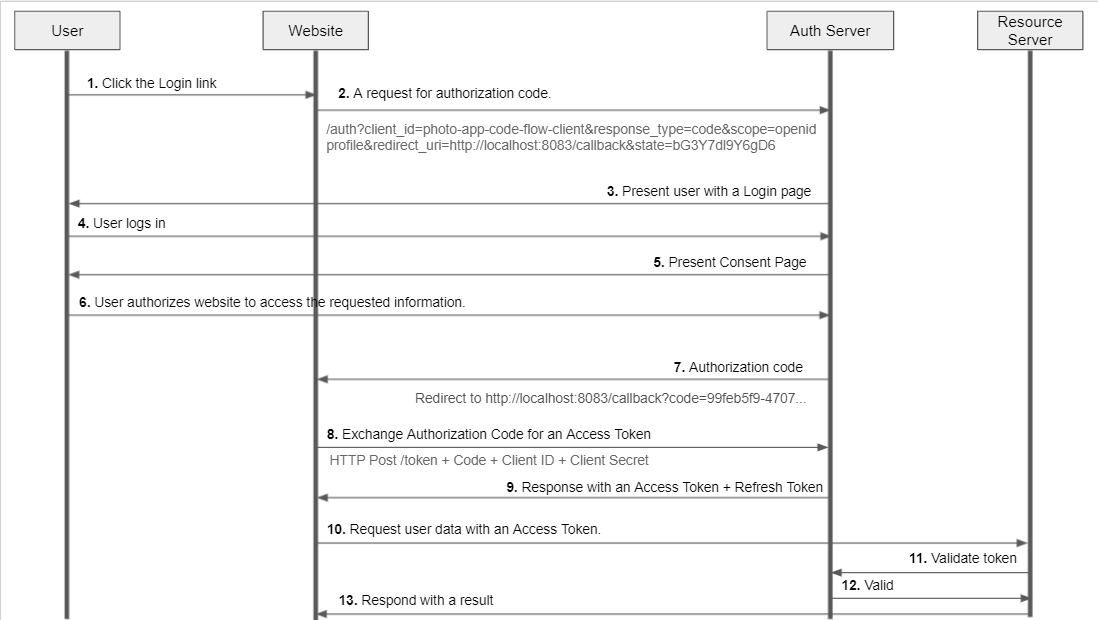 User
Website
Auth Server
Resource
Server
1. Click the Login link
2. A request for authorization code.
/auth?client_id=photo-app-code-flow-client&response_type=code&scope=openid
profile&redirect_uri=http://localhost:8083/callback&state=bG3Y7dl9Y6gD6
3. Present user with a Login page
4. User logs in
5. Present Consent Page
6. User authorizes website to access the requested information.
7. Authorization code
Redirect to http://localhost:8083/callback?code=99feb5f9-4707...
8. Exchange Authorization Code for an Access Token
HTTP Post /token + Code + Client ID + Client Secret
9. Response with an Access Token + Refresh Token
10. Request user data with an Access Token.
11. Validate token
12. Valid
13. Respond with a result